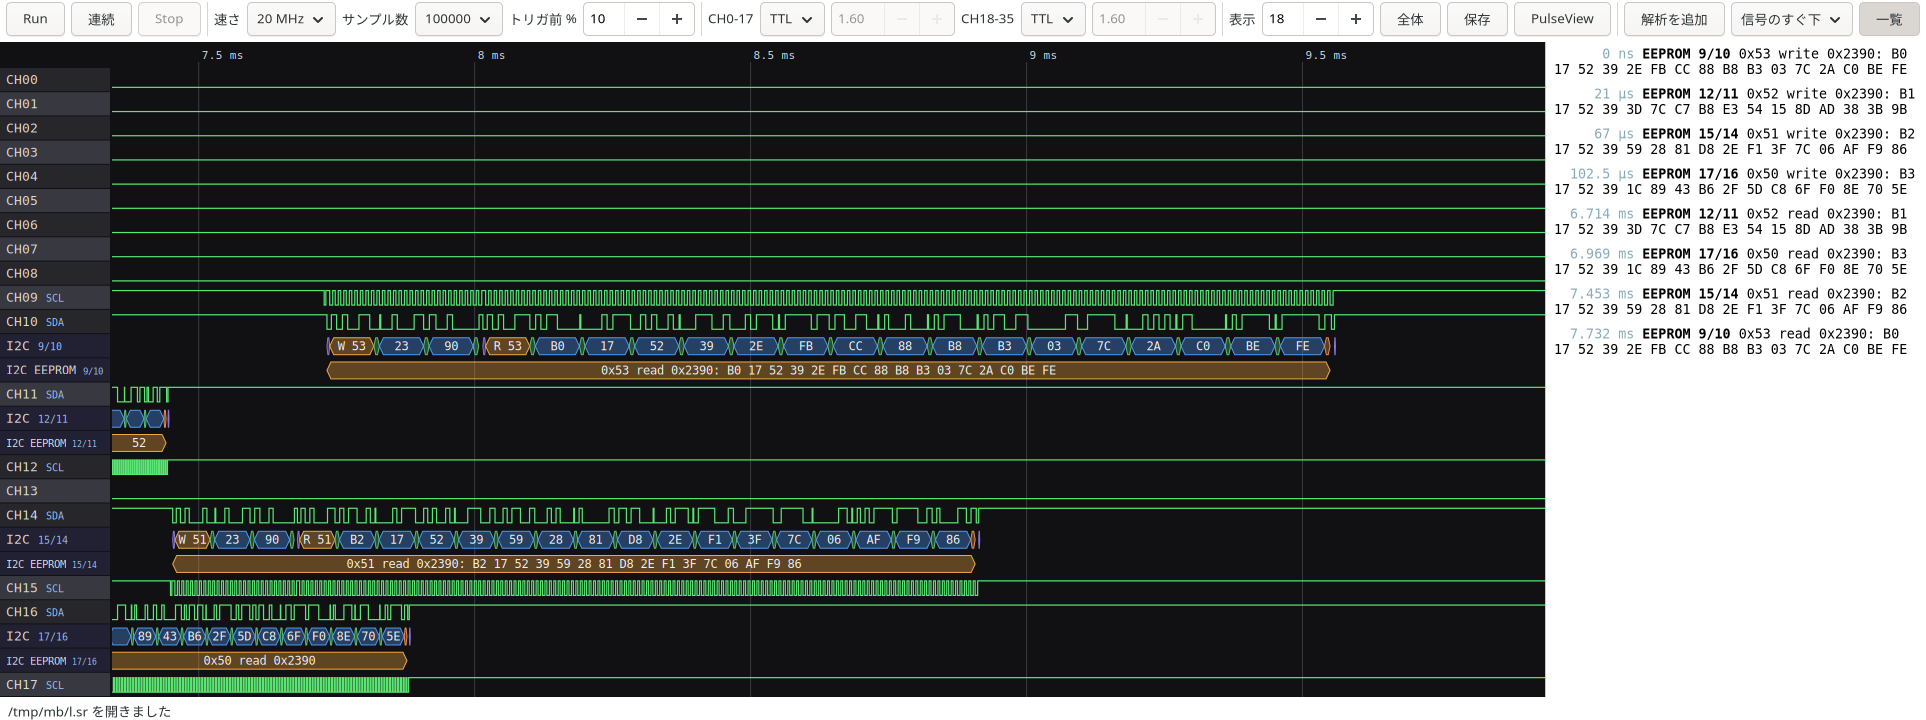 Run 連続 Stop 速さ 20 MHz サンプル数 100000 トリガ前 % 10 − + CH0-17 TTL 1.60 − + CH18-35 TTL 1.60 − + 表示 18 − + 全体 保存 PulseView 解析を追加 信号のすぐ下 一覧
7.5 ms 8 ms 8.5 ms 9 ms 9.5 ms
CH00
CH01
CH02
CH03
CH04
CH05
CH06
CH07
CH08
CH09 SCL
CH10 SDA
I2C 9/10 W 53 23 90 R 53 B0 17 52 39 2E FB CC 88 B8 B3 03 7C 2A C0 BE FE
I2C EEPROM 9/10 0x53 read 0x2390: B0 17 52 39 2E FB CC 88 B8 B3 03 7C 2A C0 BE FE
CH11 SDA
I2C 12/11
I2C EEPROM 12/11 52
CH12 SCL
CH13
CH14 SDA
I2C 15/14 W 51 23 90 R 51 B2 17 52 39 59 28 81 D8 2E F1 3F 7C 06 AF F9 86
I2C EEPROM 15/14 0x51 read 0x2390: B2 17 52 39 59 28 81 D8 2E F1 3F 7C 06 AF F9 86
CH15 SCL
CH16 SDA
I2C 17/16 89 43 B6 2F 5D C8 6F F0 8E 70 5E
I2C EEPROM 17/16 0x50 read 0x2390
CH17 SCL
0 ns EEPROM 9/10 0x53 write 0x2390: B0
17 52 39 2E FB CC 88 B8 B3 03 7C 2A C0 BE FE
21 µs EEPROM 12/11 0x52 write 0x2390: B1
17 52 39 3D 7C C7 B8 E3 54 15 8D AD 38 3B 9B
67 µs EEPROM 15/14 0x51 write 0x2390: B2
17 52 39 59 28 81 D8 2E F1 3F 7C 06 AF F9 86
102.5 µs EEPROM 17/16 0x50 write 0x2390: B3
17 52 39 1C 89 43 B6 2F 5D C8 6F F0 8E 70 5E
6.714 ms EEPROM 12/11 0x52 read 0x2390: B1
17 52 39 3D 7C C7 B8 E3 54 15 8D AD 38 3B 9B
6.969 ms EEPROM 17/16 0x50 read 0x2390: B3
17 52 39 1C 89 43 B6 2F 5D C8 6F F0 8E 70 5E
7.453 ms EEPROM 15/14 0x51 read 0x2390: B2
17 52 39 59 28 81 D8 2E F1 3F 7C 06 AF F9 86
7.732 ms EEPROM 9/10 0x53 read 0x2390: B0
17 52 39 2E FB CC 88 B8 B3 03 7C 2A C0 BE FE
/tmp/mb/l.sr を開きました